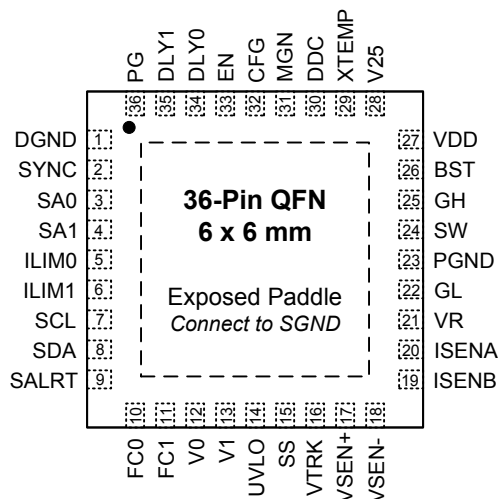 PG DLY1 DLY0 EN CFG MGN DDC XTEMP V25
36 35 34 33 32 31 30 29 28
DGND 1
SYNC 2
SA0 3
SA1 4
ILIM0 5
ILIM1 6
SCL 7
SDA 8
SALRT 9
36-Pin QFN
6 x 6 mm
Exposed Paddle
Connect to SGND
27 VDD
26 BST
25 GH
24 SW
23 PGND
22 GL
21 VR
20 ISENA
19 ISENB
10 11 12 13 14 15 16 17 18
FC0 FC1 V0 V1 UVLO SS VTRK VSEN+ VSEN-